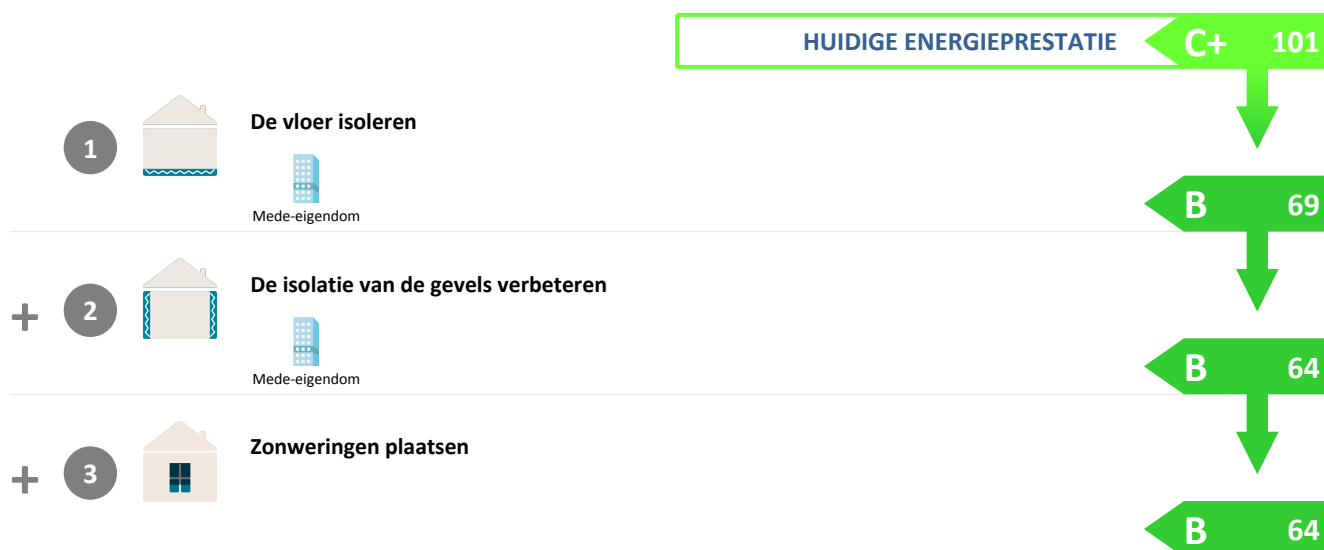 HUIDIGE ENERGIEPRESTATIE C+ 101
1 De vloer isoleren
Mede-eigendom
B 69
+ 2 De isolatie van de gevels verbeteren
Mede-eigendom
B 64
+ 3 Zonweringen plaatsen
B 64